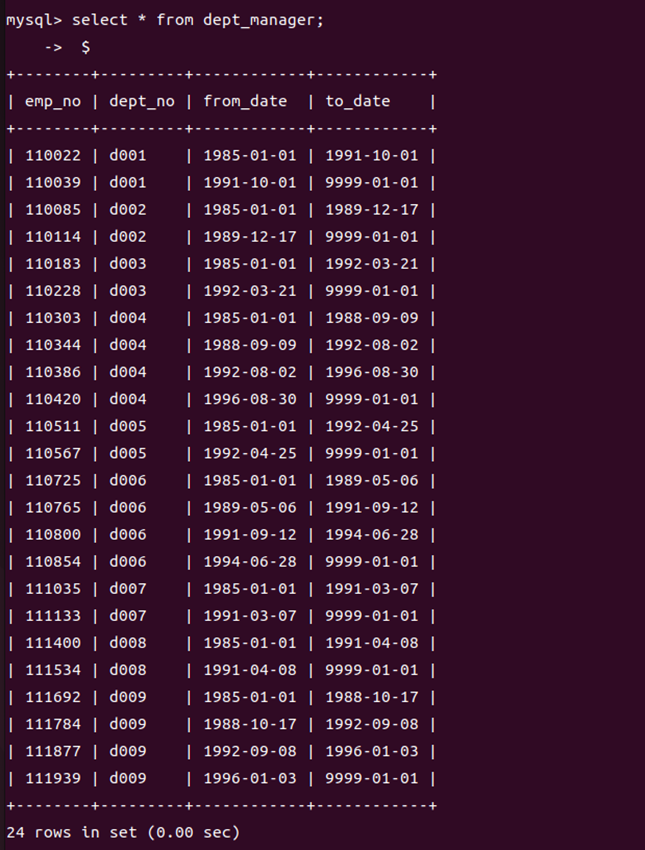 mysql> select * from dept_manager;
    -> $
+--------+---------+------------+------------+
| emp_no | dept_no | from_date  | to_date    |
+--------+---------+------------+------------+
| 110022 | d001    | 1985-01-01 | 1991-10-01 |
| 110039 | d001    | 1991-10-01 | 9999-01-01 |
| 110085 | d002    | 1985-01-01 | 1989-12-17 |
| 110114 | d002    | 1989-12-17 | 9999-01-01 |
| 110183 | d003    | 1985-01-01 | 1992-03-21 |
| 110228 | d003    | 1992-03-21 | 9999-01-01 |
| 110303 | d004    | 1985-01-01 | 1988-09-09 |
| 110344 | d004    | 1988-09-09 | 1992-08-02 |
| 110386 | d004    | 1992-08-02 | 1996-08-30 |
| 110420 | d004    | 1996-08-30 | 9999-01-01 |
| 110511 | d005    | 1985-01-01 | 1992-04-25 |
| 110567 | d005    | 1992-04-25 | 9999-01-01 |
| 110725 | d006    | 1985-01-01 | 1989-05-06 |
| 110765 | d006    | 1989-05-06 | 1991-09-12 |
| 110800 | d006    | 1991-09-12 | 1994-06-28 |
| 110854 | d006    | 1994-06-28 | 9999-01-01 |
| 111035 | d007    | 1985-01-01 | 1991-03-07 |
| 111133 | d007    | 1991-03-07 | 9999-01-01 |
| 111400 | d008    | 1985-01-01 | 1991-04-08 |
| 111534 | d008    | 1991-04-08 | 9999-01-01 |
| 111692 | d009    | 1985-01-01 | 1988-10-17 |
| 111784 | d009    | 1988-10-17 | 1992-09-08 |
| 111877 | d009    | 1992-09-08 | 1996-01-03 |
| 111939 | d009    | 1996-01-03 | 9999-01-01 |
+--------+---------+------------+------------+
24 rows in set (0.00 sec)